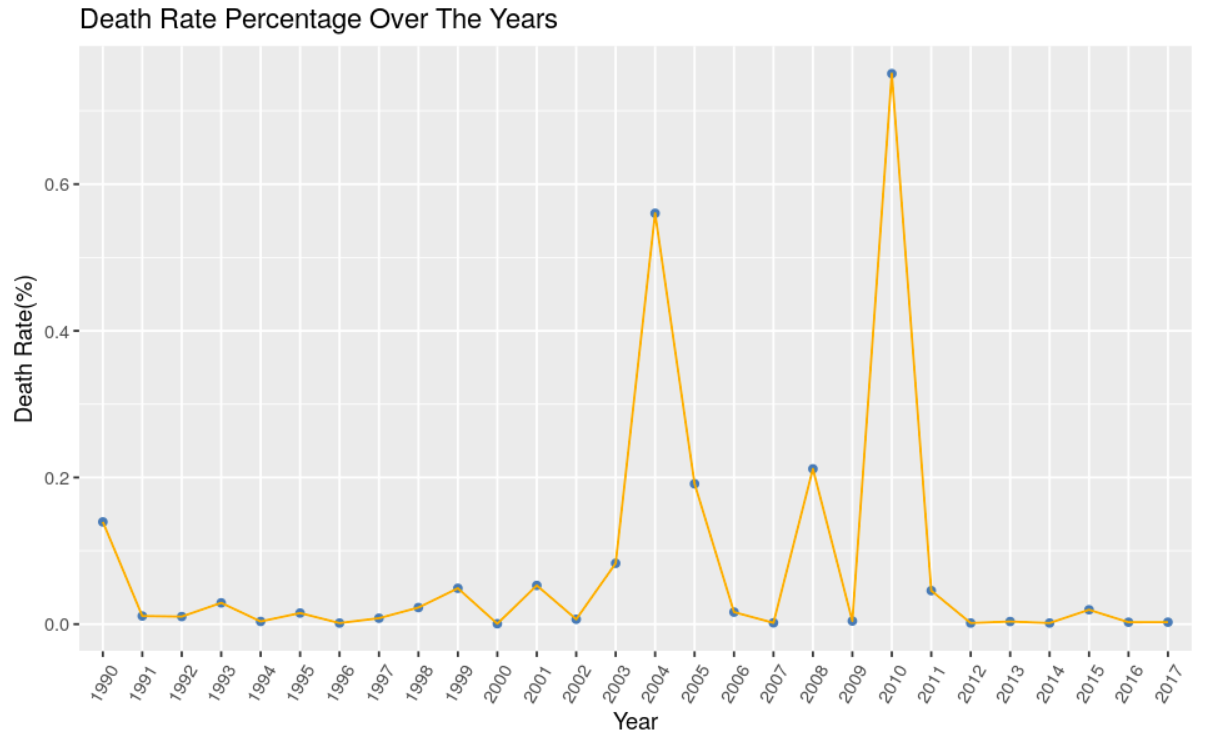 Death Rate Percentage Over The Years
Death Rate(%)
0.6
0.4
0.2
0.0
1990 1991 1992 1993 1994 1995 1996 1997 1998 1999 2000 2001 2002 2003 2004 2005 2006 2007 2008 2009 2010 2011 2012 2013 2014 2015 2016 2017
Year